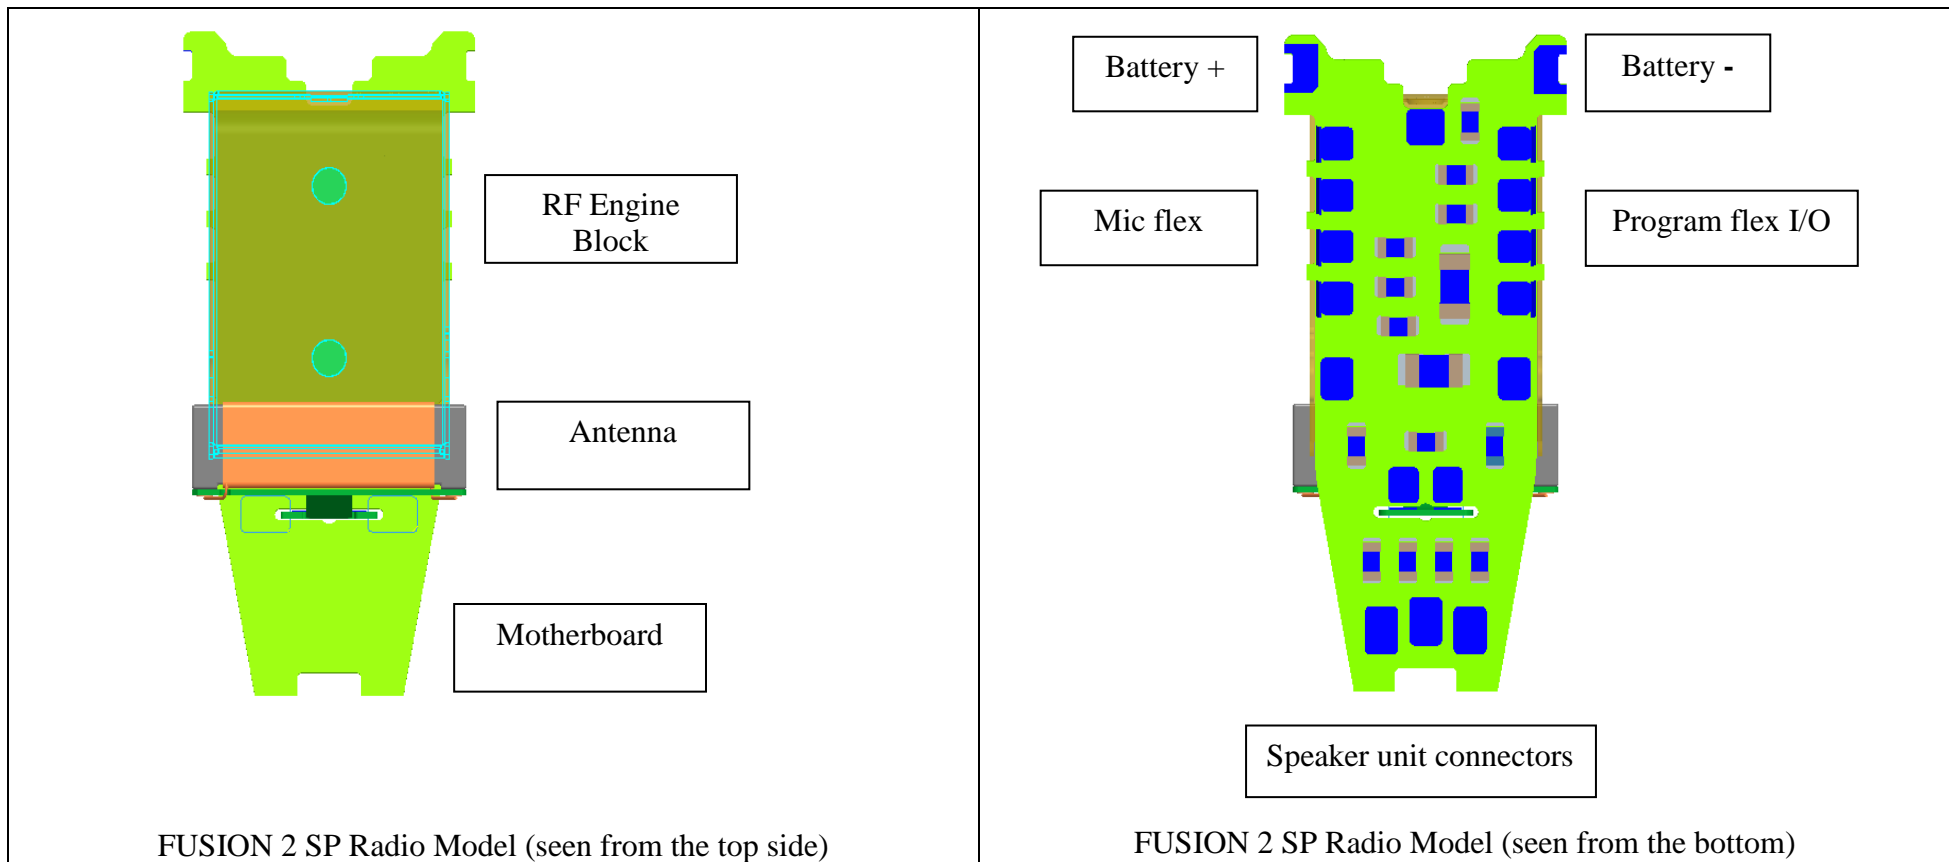 RF Engine
Block
Antenna
Motherboard
FUSION 2 SP Radio Model (seen from the top side)
Battery +
Battery -
Mic flex
Program flex I/O
Speaker unit connectors
FUSION 2 SP Radio Model (seen from the bottom)